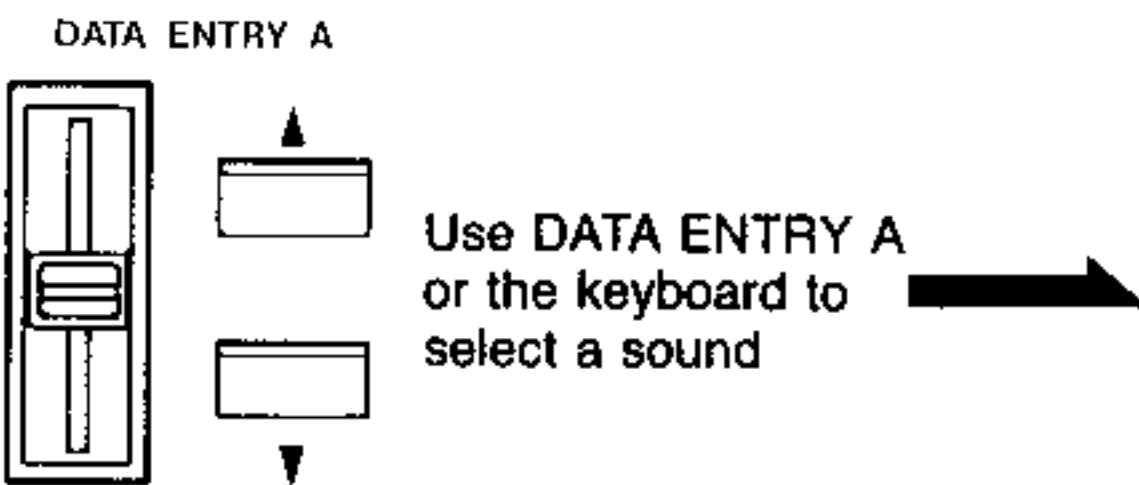 DATA ENTRY A
Use DATA ENTRY A
or the keyboard to
select a sound